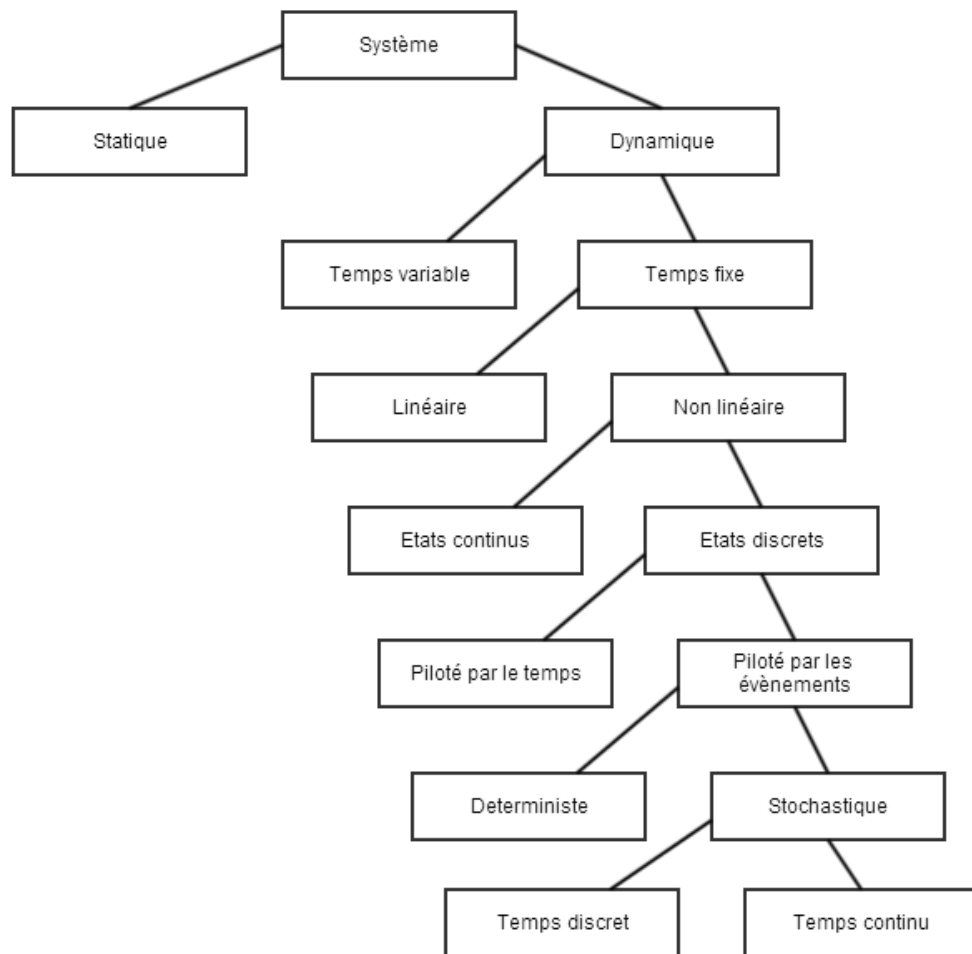 Système
Statique
Dynamique
Temps variable
Temps fixe
Linéaire
Non linéaire
Etats continus
Etats discrets
Piloté par le temps
Piloté par les
évènements
Deterministe
Stochastique
Temps discret
Temps continu